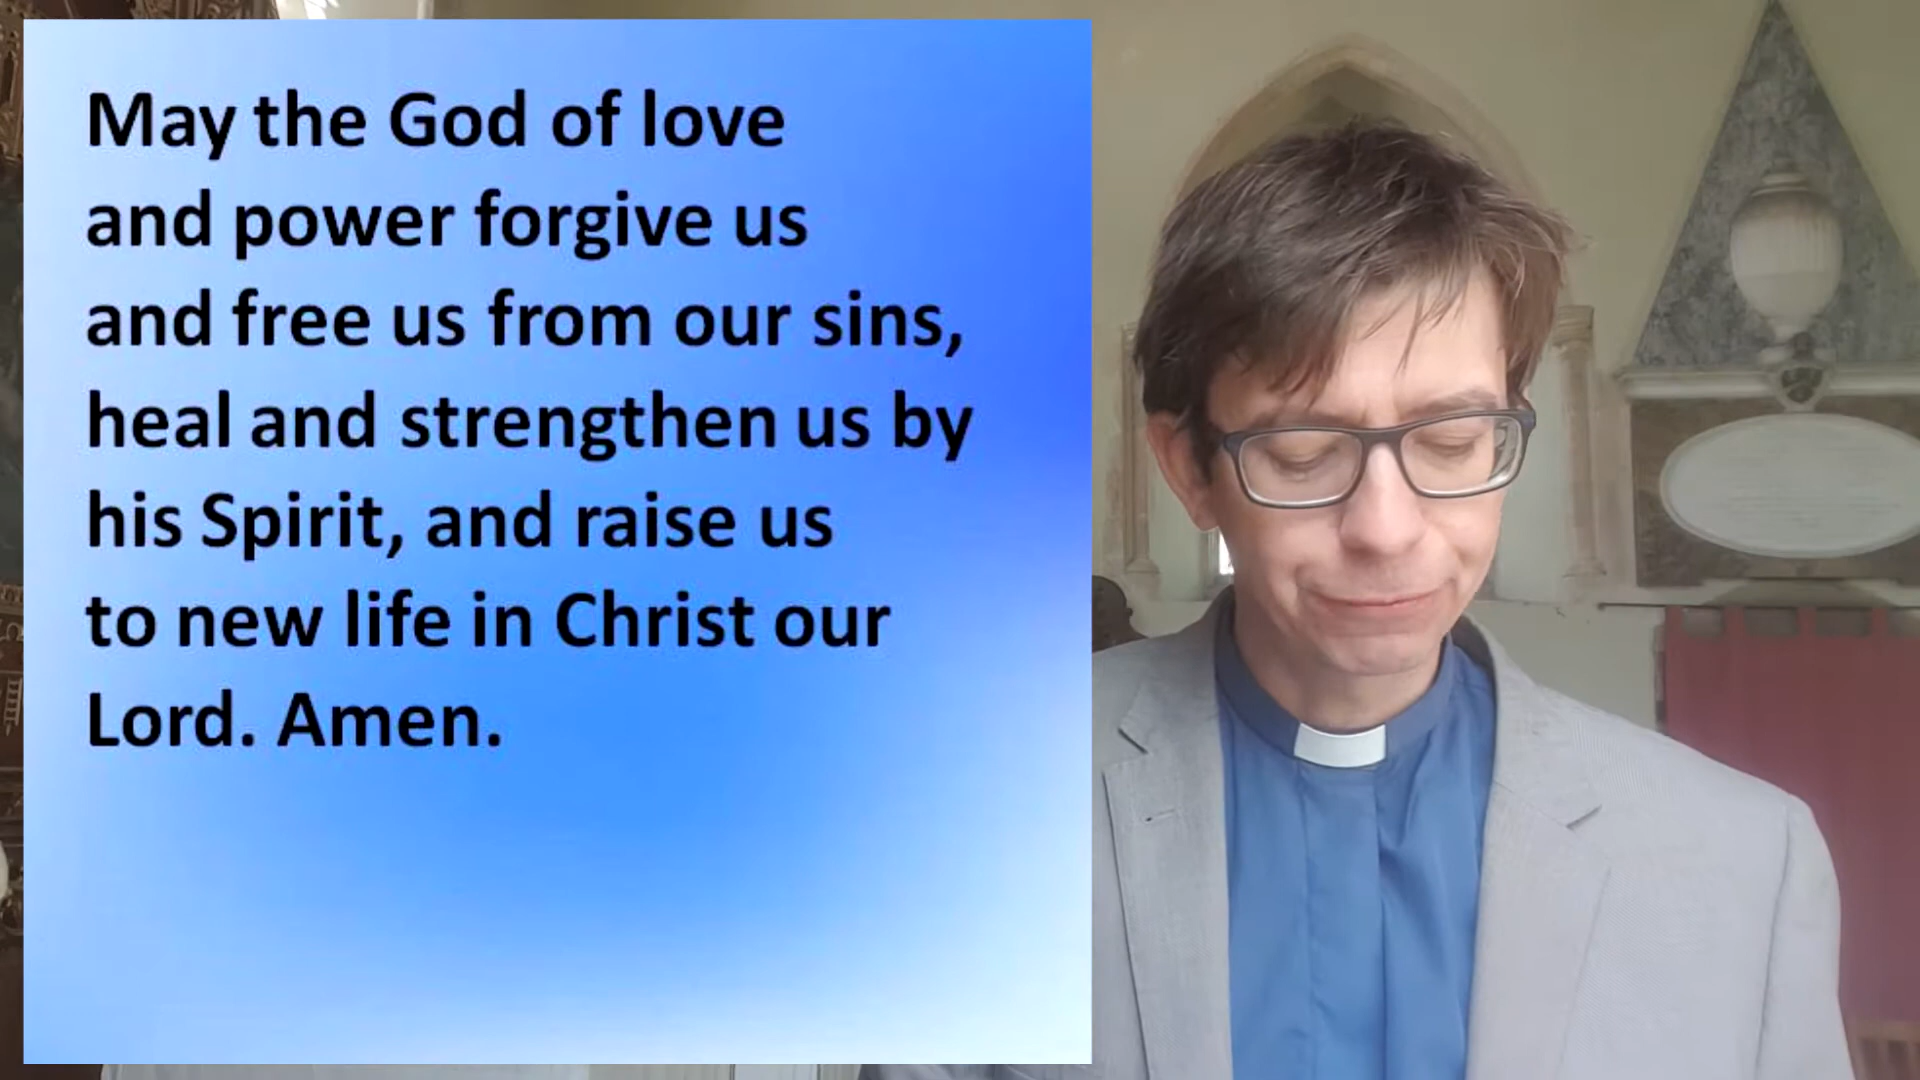 May the God of love
and power forgive us
and free us from our sins,
heal and strengthen us by
his Spirit, and raise us
to new life in Christ our
Lord. Amen.